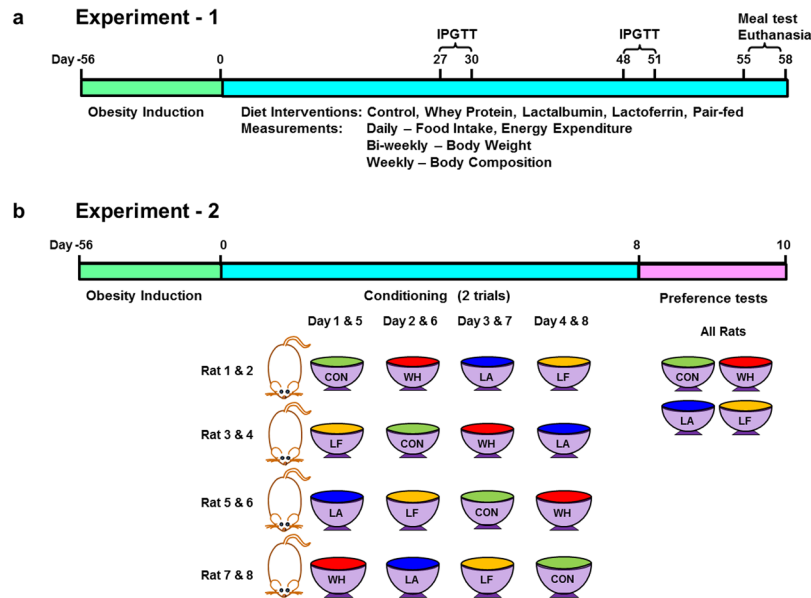 a Experiment - 1
Meal test
IPGTT IPGTT Euthanasia
Day -56 0 27 30 48 51 55 58
Obesity Induction Diet Interventions: Control, Whey Protein, Lactalbumin, Lactoferrin, Pair-fed
Measurements: Daily – Food Intake, Energy Expenditure
Bi-weekly – Body Weight
Weekly – Body Composition
b Experiment - 2
Day -56 0 8 10
Obesity Induction Conditioning (2 trials) Preference tests
Day 1 & 5 Day 2 & 6 Day 3 & 7 Day 4 & 8
All Rats
Rat 1 & 2 CON WH LA LF
CON WH
LA LF
Rat 3 & 4 LF CON WH LA
Rat 5 & 6 LA LF CON WH
Rat 7 & 8 WH LA LF CON